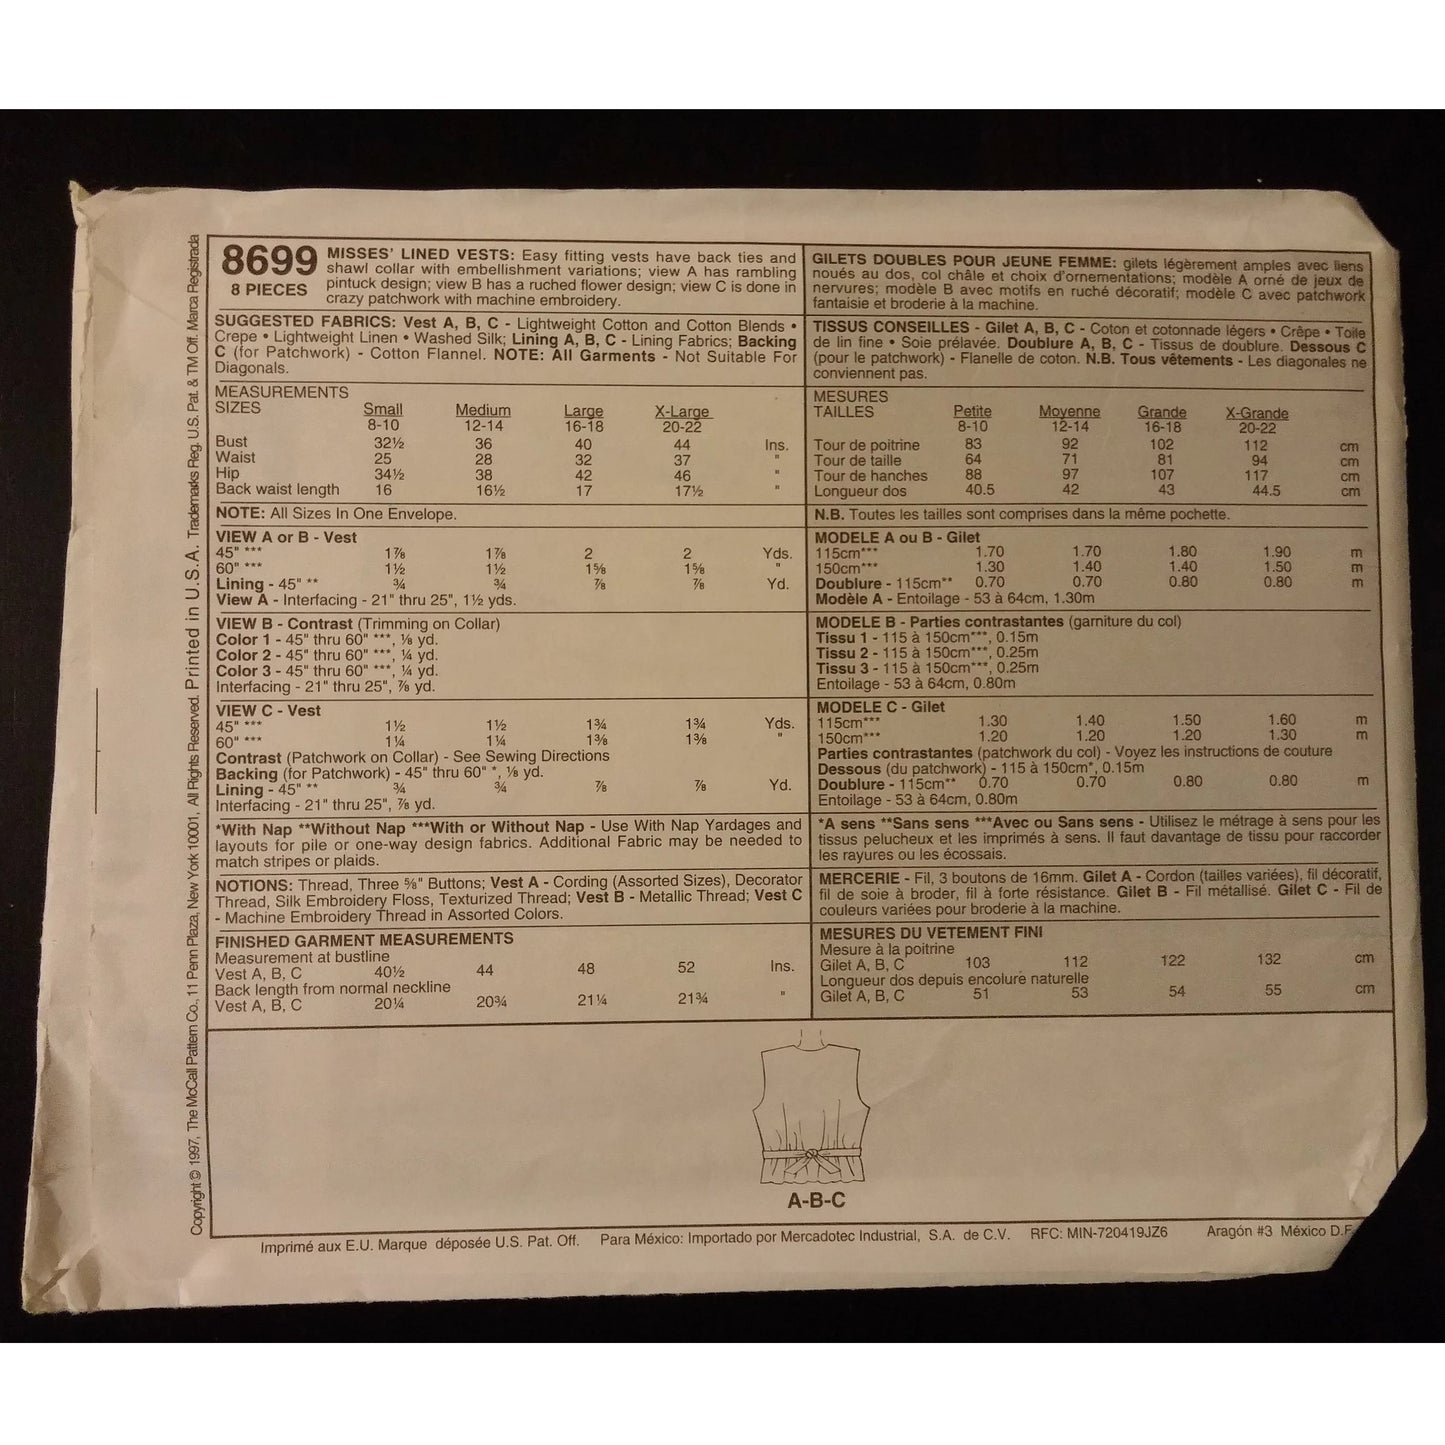 8699
8 PIECES
MISSES' LINED VESTS: Easy fitting vests have back ties and
shawl collar with embellishment variations; view A has rambling
pintuck design; view B has a ruched flower design; view C is done in
crazy patchwork with machine embroidery.
SUGGESTED FABRICS: Vest A, B, C - Lightweight Cotton and Cotton Blends •
Crepe • Lightweight Linen • Washed Silk; Lining A, B, C - Lining Fabrics; Backing
C (for Patchwork) - Cotton Flannel. NOTE: All Garments - Not Suitable For
Diagonals.
MEASUREMENTS
SIZES Small Medium Large X-Large
8-10 12-14 16-18 20-22
Bust 32½ 36 40 44 Ins.
Waist 25 28 32 37 "
Hip 34½ 38 42 46 "
Back waist length 16 16½ 17 17½ "
NOTE: All Sizes In One Envelope.
VIEW A or B - Vest
45" *** 1⅞ 1⅞ 2 2 Yds.
60" *** 1½ 1½ 1⅝ 1⅝ "
Lining - 45" ** ¾ ¾ ⅞ ⅞ Yd.
View A - Interfacing - 21" thru 25", 1½ yds.
VIEW B - Contrast (Trimming on Collar)
Color 1 - 45" thru 60" ***, ⅛ yd.
Color 2 - 45" thru 60" ***, ¼ yd.
Color 3 - 45" thru 60" ***, ¼ yd.
Interfacing - 21" thru 25", ⅞ yd.
VIEW C - Vest
45" *** 1½ 1½ 1¾ 1¾ Yds.
60" *** 1¼ 1¼ 1⅜ 1⅜ "
Contrast (Patchwork on Collar) - See Sewing Directions
Backing (for Patchwork) - 45" thru 60" *, ⅛ yd.
Lining - 45" ** ¾ ¾ ⅞ ⅞ Yd.
Interfacing - 21" thru 25", ⅞ yd.
*With Nap **Without Nap ***With or Without Nap - Use With Nap Yardages and
layouts for pile or one-way design fabrics. Additional Fabric may be needed to
match stripes or plaids.
NOTIONS: Thread, Three ⅝" Buttons; Vest A - Cording (Assorted Sizes), Decorator
Thread, Silk Embroidery Floss, Texturized Thread; Vest B - Metallic Thread; Vest C
- Machine Embroidery Thread in Assorted Colors.
FINISHED GARMENT MEASUREMENTS
Measurement at bustline
Vest A, B, C 40½ 44 48 52 Ins.
Back length from normal neckline
Vest A, B, C 20¼ 20¾ 21¼ 21¾ "
GILETS DOUBLES POUR JEUNE FEMME: gilets légèrement amples avec liens
noués au dos, col châle et choix d'ornementations; modèle A orné de jeux de
nervures; modèle B avec motifs en ruché décoratif; modèle C avec patchwork
fantaisie et broderie à la machine.
TISSUS CONSEILLES - Gilet A, B, C - Coton et cotonnade légers • Crêpe • Toile
de lin fine • Soie prélavée. Doublure A, B, C - Tissus de doublure. Dessous C
(pour le patchwork) - Flanelle de coton. N.B. Tous vêtements - Les diagonales ne
conviennent pas.
MESURES
TAILLES Petite Moyenne Grande X-Grande
8-10 12-14 16-18 20-22
Tour de poitrine 83 92 102 112 cm
Tour de taille 64 71 81 94 cm
Tour de hanches 88 97 107 117 cm
Longueur dos 40.5 42 43 44.5 cm
N.B. Toutes les tailles sont comprises dans la même pochette.
MODELE A ou B - Gilet
115cm*** 1.70 1.70 1.80 1.90 m
150cm*** 1.30 1.40 1.40 1.50 m
Doublure - 115cm** 0.70 0.70 0.80 0.80 m
Modèle A - Entoilage - 53 à 64cm, 1.30m
MODELE B - Parties contrastantes (garniture du col)
Tissu 1 - 115 à 150cm***, 0.15m
Tissu 2 - 115 à 150cm***, 0.25m
Tissu 3 - 115 à 150cm***, 0.25m
Entoilage - 53 à 64cm, 0.80m
MODELE C - Gilet
115cm*** 1.30 1.40 1.50 1.60 m
150cm*** 1.20 1.20 1.20 1.30 m
Parties contrastantes (patchwork du col) - Voyez les instructions de couture
Dessous (du patchwork) - 115 à 150cm*, 0.15m
Doublure - 115cm** 0.70 0.70 0.80 0.80 m
Entoilage - 53 à 64cm, 0.80m
*A sens **Sans sens ***Avec ou Sans sens - Utilisez le métrage à sens pour les
tissus pelucheux et les imprimés à sens. Il faut davantage de tissu pour raccorder
les rayures ou les écossais.
MERCERIE - Fil, 3 boutons de 16mm. Gilet A - Cordon (tailles variées), fil décoratif,
fil de soie à broder, fil à forte résistance. Gilet B - Fil métallisé. Gilet C - Fil de
couleurs variées pour broderie à la machine.
MESURES DU VETEMENT FINI
Mesure à la poitrine
Gilet A, B, C 103 112 122 132 cm
Longueur dos depuis encolure naturelle
Gilet A, B, C 51 53 54 55 cm
A-B-C
Imprimé aux E.U. Marque déposée U.S. Pat. Off. Para México: Importado por Mercadotec Industrial, S.A. de C.V. RFC: MIN-720419JZ6 Aragón #3 México D.F.
Copyright © 1997, The McCall Pattern Co., 11 Penn Plaza, New York 10001, All Rights Reserved. Printed in U.S.A. Trademarks Reg. U.S. Pat. & TM Off. Marca Registrada